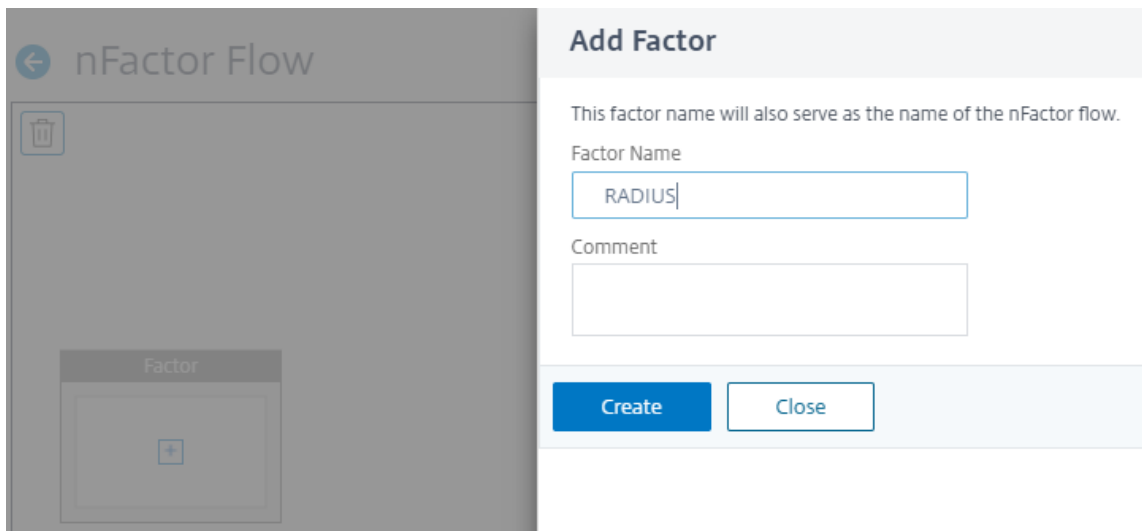 nFactor Flow
Factor
Add Factor
This factor name will also serve as the name of the nFactor flow.
Factor Name
RADIUS
Comment
Create
Close